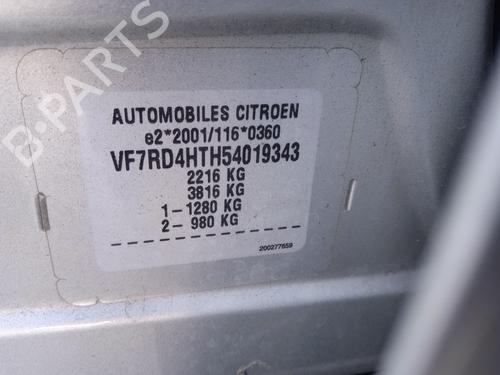 B-PARTS
AUTOMOBILES CITROEN
e2*2001/116*0360
VF7RD4HTH54019343
2216 KG
3816 KG
1- 1280 KG
2- 980 KG
200277659